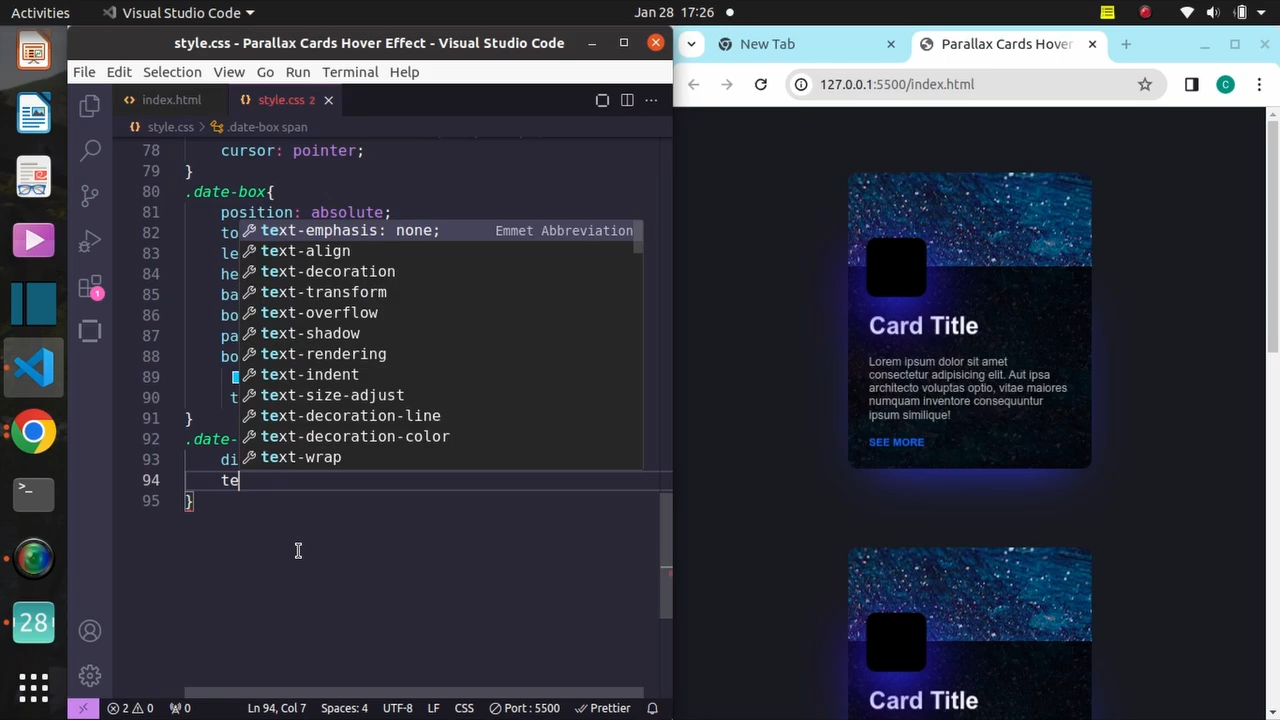 Activities
Visual Studio Code
Jan 28 17:26
style.css - Parallax Cards Hover Effect - Visual Studio Code
File Edit Selection View Go Run Terminal Help
index.html
style.css 2
style.css > .date-box span
78 cursor: pointer;
79 }
80 .date-box{
81 position: absolute;
82 to
83 le
84 he
85 ba
86 bo
87 pa
88 bo
89
90 t
91 }
92 .date-
93 di
94 te
95 }
text-emphasis: none; Emmet Abbreviation
text-align
text-decoration
text-transform
text-overflow
text-shadow
text-rendering
text-indent
text-size-adjust
text-decoration-line
text-decoration-color
text-wrap
1
28
2 0
Ln 94, Col 7 Spaces: 4 UTF-8 LF CSS Port : 5500 Prettier
New Tab
Parallax Cards Hover
127.0.0.1:5500/index.html
C
Card Title
Lorem ipsum dolor sit amet
consectetur adipisicing elit. Aut ipsa
architecto voluptas optio, vitae maiores
numquam inventore consequuntur
ipsum similique!
SEE MORE
Card Title